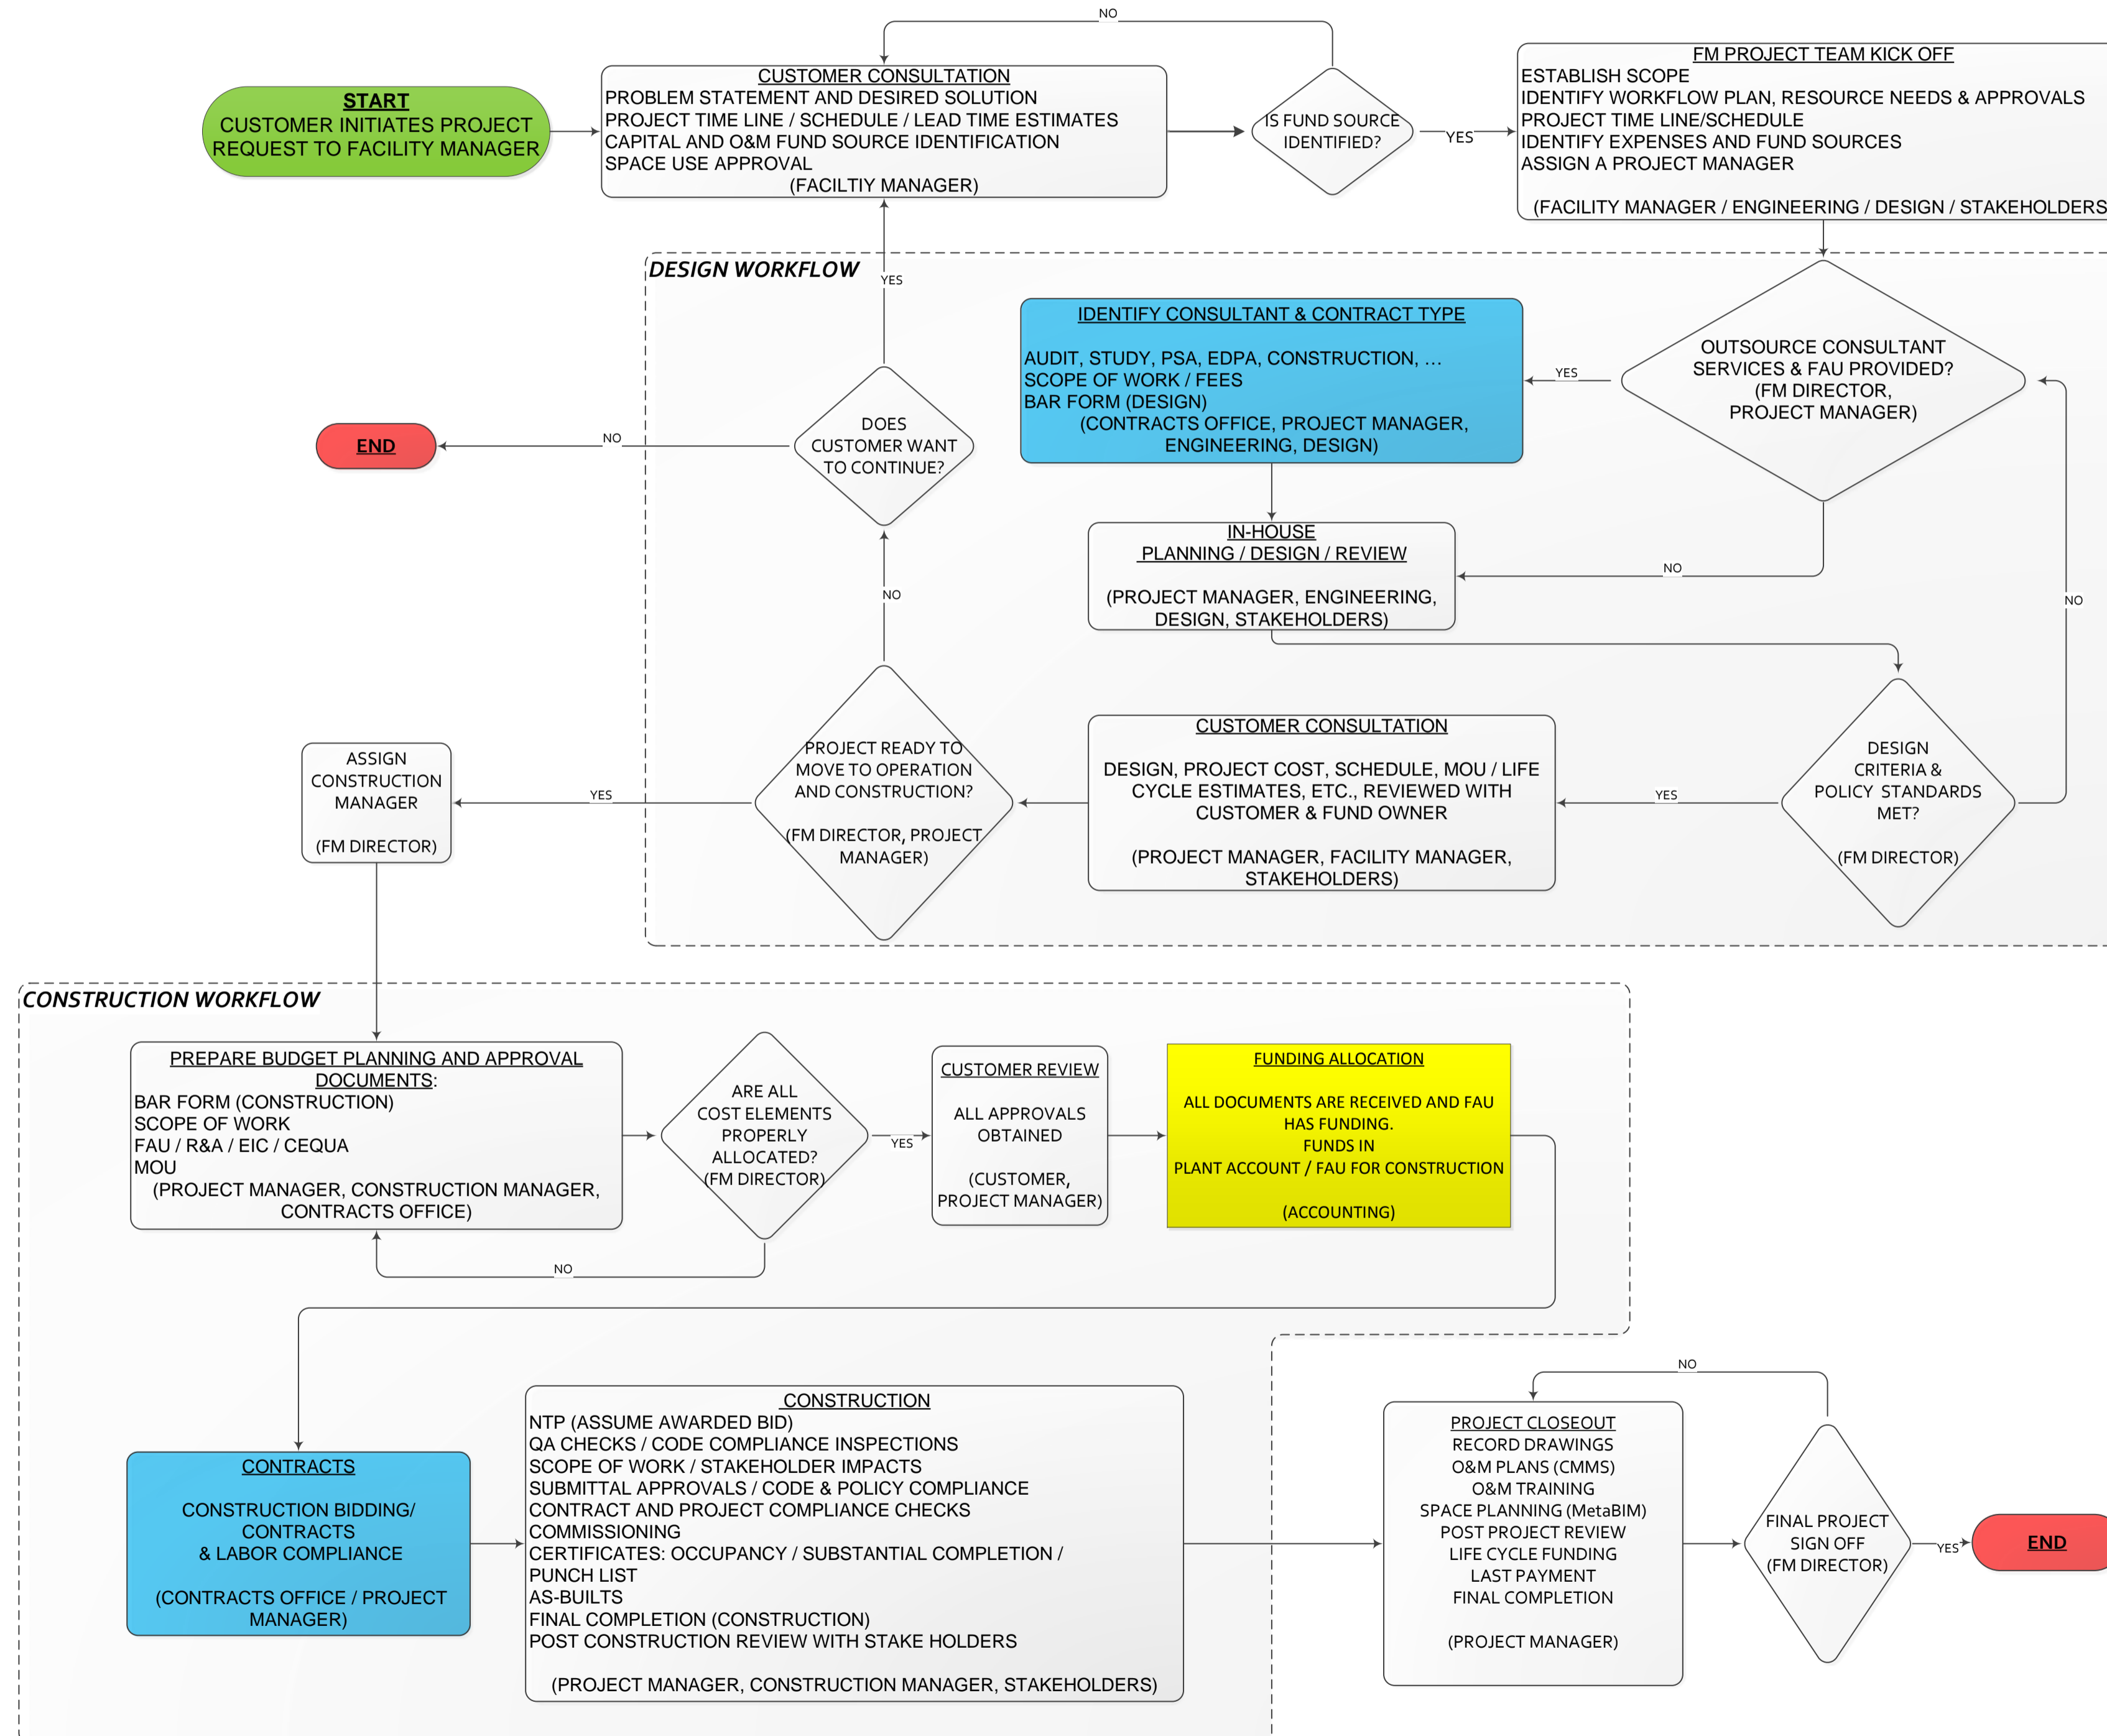 NO
START
CUSTOMER INITIATES PROJECT
REQUEST TO FACILITY MANAGER
CUSTOMER CONSULTATION
PROBLEM STATEMENT AND DESIRED SOLUTION
PROJECT TIME LINE / SCHEDULE / LEAD TIME ESTIMATES
CAPITAL AND O&M FUND SOURCE IDENTIFICATION
SPACE USE APPROVAL
(FACILTIY MANAGER)
IS FUND SOURCE
IDENTIFIED?
YES
FM PROJECT TEAM KICK OFF
ESTABLISH SCOPE
IDENTIFY WORKFLOW PLAN, RESOURCE NEEDS & APPROVALS
PROJECT TIME LINE/SCHEDULE
IDENTIFY EXPENSES AND FUND SOURCES
ASSIGN A PROJECT MANAGER
(FACILITY MANAGER / ENGINEERING / DESIGN / STAKEHOLDERS
DESIGN WORKFLOW
OUTSOURCE CONSULTANT
SERVICES & FAU PROVIDED?
(FM DIRECTOR,
PROJECT MANAGER)
YES
IDENTIFY CONSULTANT & CONTRACT TYPE
AUDIT, STUDY, PSA, EDPA, CONSTRUCTION, …
SCOPE OF WORK / FEES
BAR FORM (DESIGN)
(CONTRACTS OFFICE, PROJECT MANAGER,
ENGINEERING, DESIGN)
NO
IN-HOUSE
PLANNING / DESIGN / REVIEW
(PROJECT MANAGER, ENGINEERING,
DESIGN, STAKEHOLDERS)
NO
DESIGN
CRITERIA &
POLICY STANDARDS
MET?
(FM DIRECTOR)
YES
CUSTOMER CONSULTATION
DESIGN, PROJECT COST, SCHEDULE, MOU / LIFE
CYCLE ESTIMATES, ETC., REVIEWED WITH
CUSTOMER & FUND OWNER
(PROJECT MANAGER, FACILITY MANAGER,
STAKEHOLDERS)
PROJECT READY TO
MOVE TO OPERATION
AND CONSTRUCTION?
(FM DIRECTOR, PROJECT
MANAGER)
NO
DOES
CUSTOMER WANT
TO CONTINUE?
YES
NO
END
YES
ASSIGN
CONSTRUCTION
MANAGER
(FM DIRECTOR)
CONSTRUCTION WORKFLOW
PREPARE BUDGET PLANNING AND APPROVAL
DOCUMENTS:
BAR FORM (CONSTRUCTION)
SCOPE OF WORK
FAU / R&A / EIC / CEQUA
MOU
(PROJECT MANAGER, CONSTRUCTION MANAGER,
CONTRACTS OFFICE)
ARE ALL
COST ELEMENTS
PROPERLY
ALLOCATED?
(FM DIRECTOR)
NO
YES
CUSTOMER REVIEW
ALL APPROVALS
OBTAINED
(CUSTOMER,
PROJECT MANAGER)
FUNDING ALLOCATION
ALL DOCUMENTS ARE RECEIVED AND FAU
HAS FUNDING.
FUNDS IN
PLANT ACCOUNT / FAU FOR CONSTRUCTION
(ACCOUNTING)
CONTRACTS
CONSTRUCTION BIDDING/
CONTRACTS
& LABOR COMPLIANCE
(CONTRACTS OFFICE / PROJECT
MANAGER)
CONSTRUCTION
NTP (ASSUME AWARDED BID)
QA CHECKS / CODE COMPLIANCE INSPECTIONS
SCOPE OF WORK / STAKEHOLDER IMPACTS
SUBMITTAL APPROVALS / CODE & POLICY COMPLIANCE
CONTRACT AND PROJECT COMPLIANCE CHECKS
COMMISSIONING
CERTIFICATES: OCCUPANCY / SUBSTANTIAL COMPLETION /
PUNCH LIST
AS-BUILTS
FINAL COMPLETION (CONSTRUCTION)
POST CONSTRUCTION REVIEW WITH STAKE HOLDERS
(PROJECT MANAGER, CONSTRUCTION MANAGER, STAKEHOLDERS)
PROJECT CLOSEOUT
RECORD DRAWINGS
O&M PLANS (CMMS)
O&M TRAINING
SPACE PLANNING (MetaBIM)
POST PROJECT REVIEW
LIFE CYCLE FUNDING
LAST PAYMENT
FINAL COMPLETION
(PROJECT MANAGER)
NO
FINAL PROJECT
SIGN OFF
(FM DIRECTOR)
YES
END